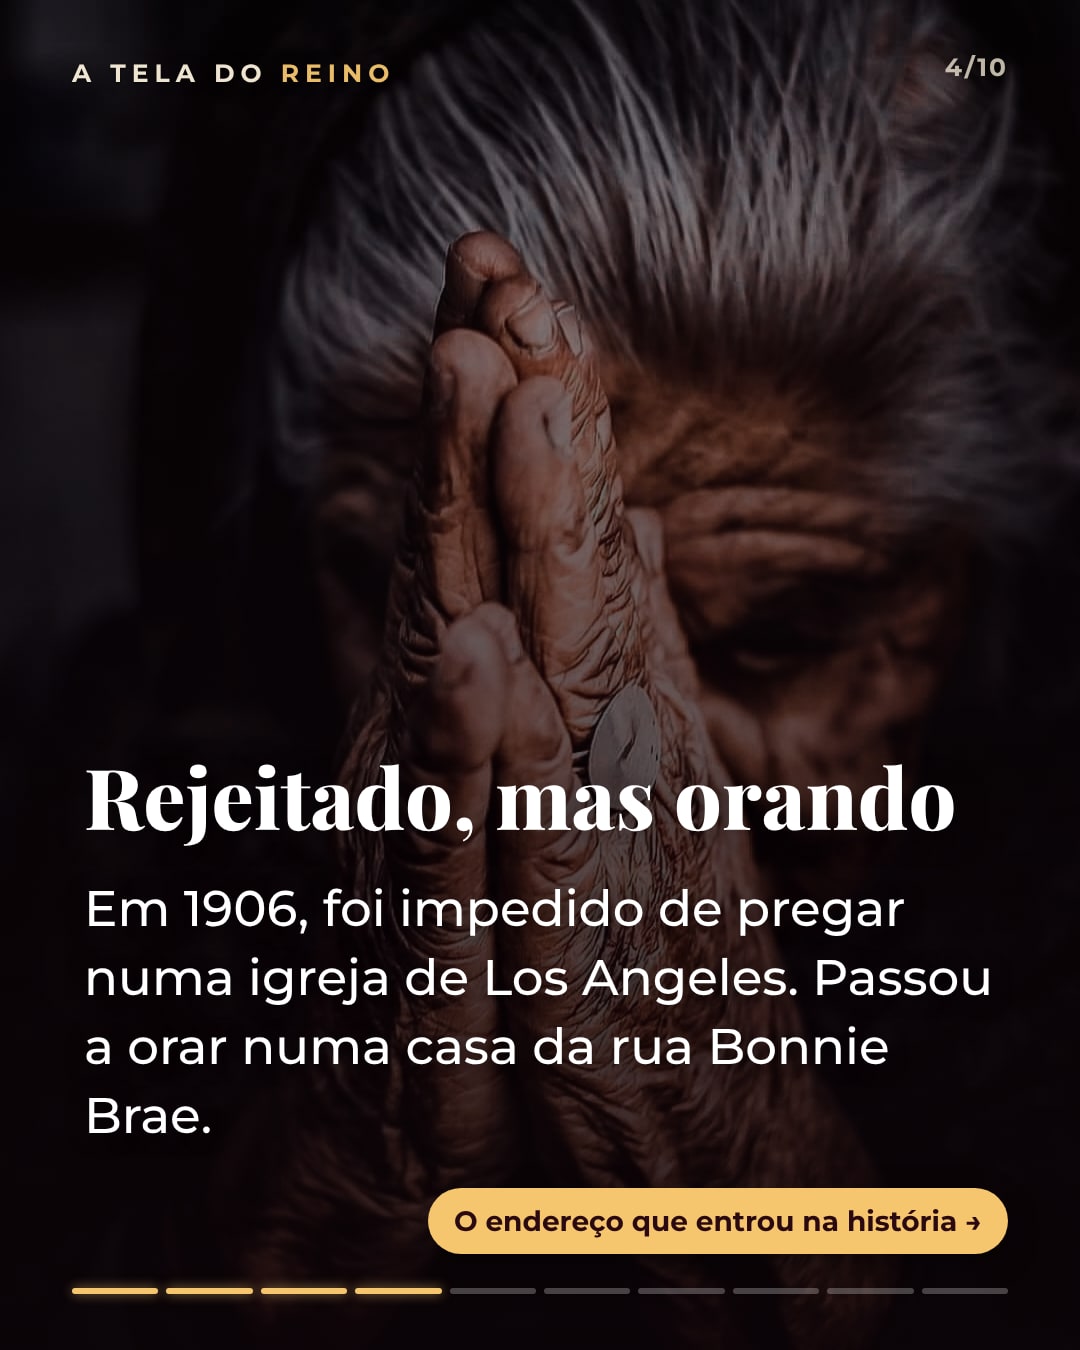 A TELA DO REINO
4/10
Rejeitado, mas orando
Em 1906, foi impedido de pregar
numa igreja de Los Angeles. Passou
a orar numa casa da rua Bonnie
Brae.
O endereço que entrou na história →